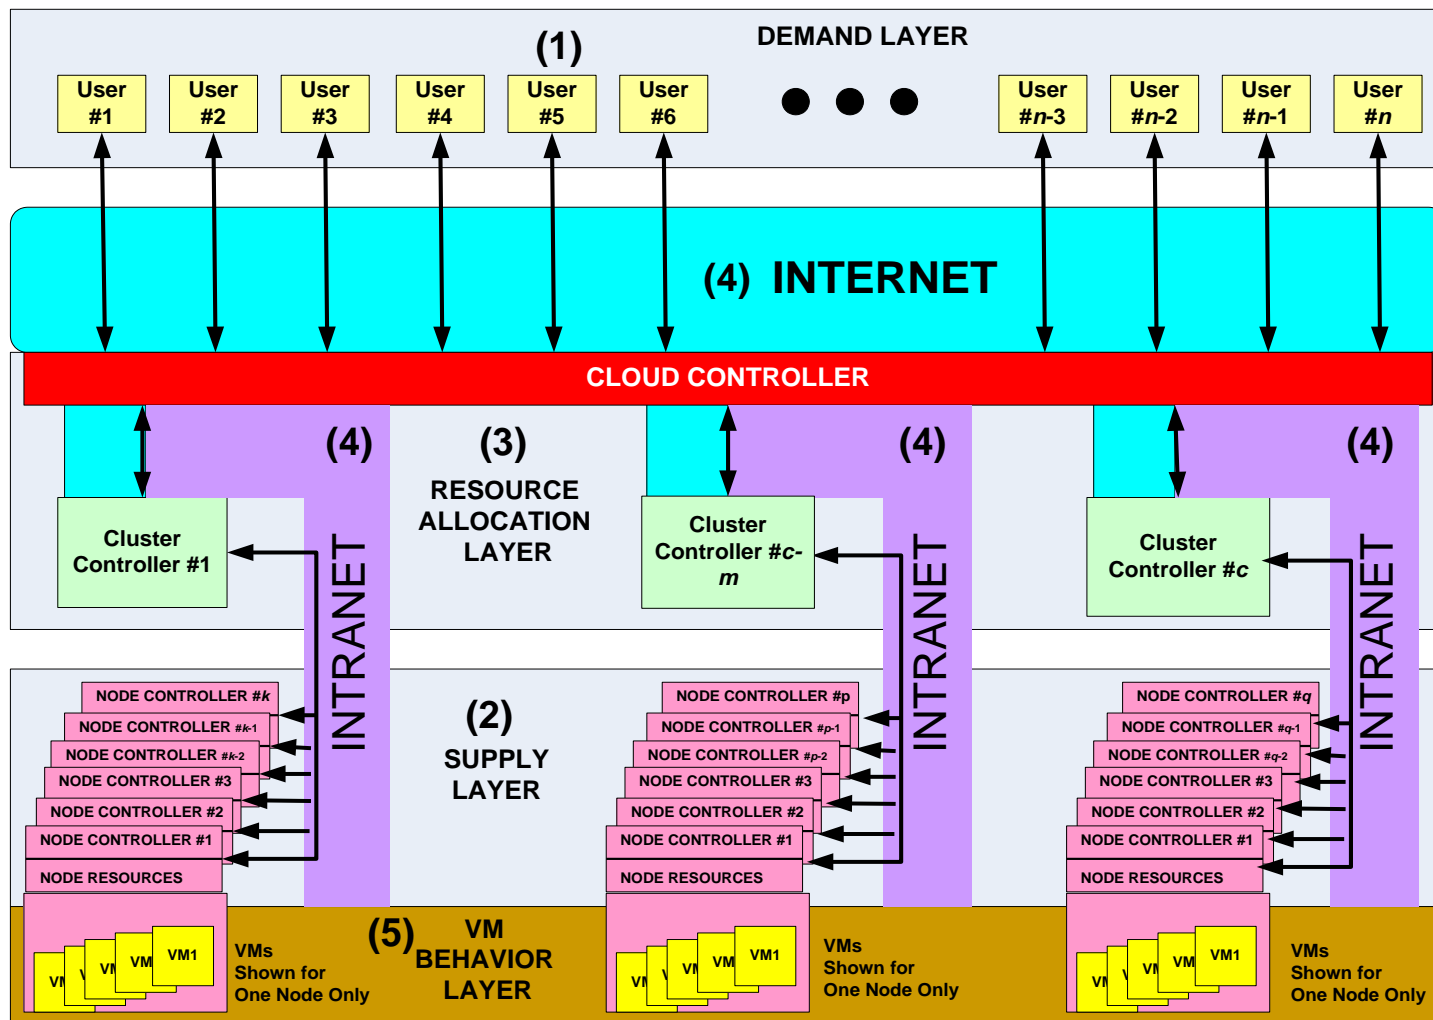 DEMAND LAYER
(1)
User
#1
User
#2
User
#3
User
#4
User
#5
User
#6
User
#n-3
User
#n-2
User
#n-1
User
#n
(4) INTERNET
CLOUD CONTROLLER
(4)
(4)
(4)
(3)
RESOURCE
ALLOCATION
LAYER
Cluster
Controller #1
Cluster
Controller #c-
m
Cluster
Controller #c
INTRANET
INTRANET
INTRANET
(2)
SUPPLY
LAYER
NODE CONTROLLER #k
NODE CONTROLLER #k-1
NODE CONTROLLER #k-2
NODE CONTROLLER #3
NODE CONTROLLER #2
NODE CONTROLLER #1
NODE RESOURCES
NODE CONTROLLER #p
NODE CONTROLLER #p-1
NODE CONTROLLER #p-2
NODE CONTROLLER #3
NODE CONTROLLER #2
NODE CONTROLLER #1
NODE RESOURCES
NODE CONTROLLER #q
NODE CONTROLLER #q-1
NODE CONTROLLER #q-2
NODE CONTROLLER #3
NODE CONTROLLER #2
NODE CONTROLLER #1
NODE RESOURCES
(5)
VM
BEHAVIOR
LAYER
VM1
VMs
Shown for
One Node Only
VM1
VMs
Shown for
One Node Only
VM1
VMs
Shown for
One Node Only